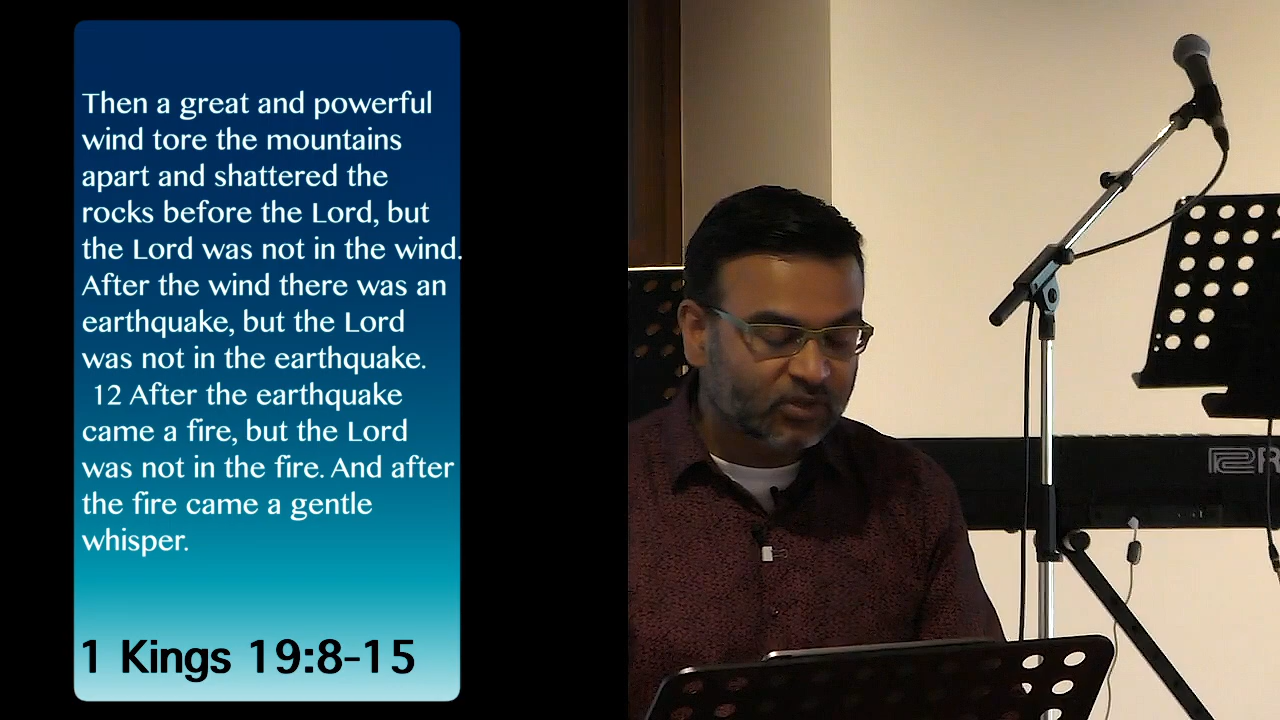 Then a great and powerful
wind tore the mountains
apart and shattered the
rocks before the Lord, but
the Lord was not in the wind.
After the wind there was an
earthquake, but the Lord
was not in the earthquake.
12 After the earthquake
came a fire, but the Lord
was not in the fire. And after
the fire came a gentle
whisper.
1 Kings 19:8-15